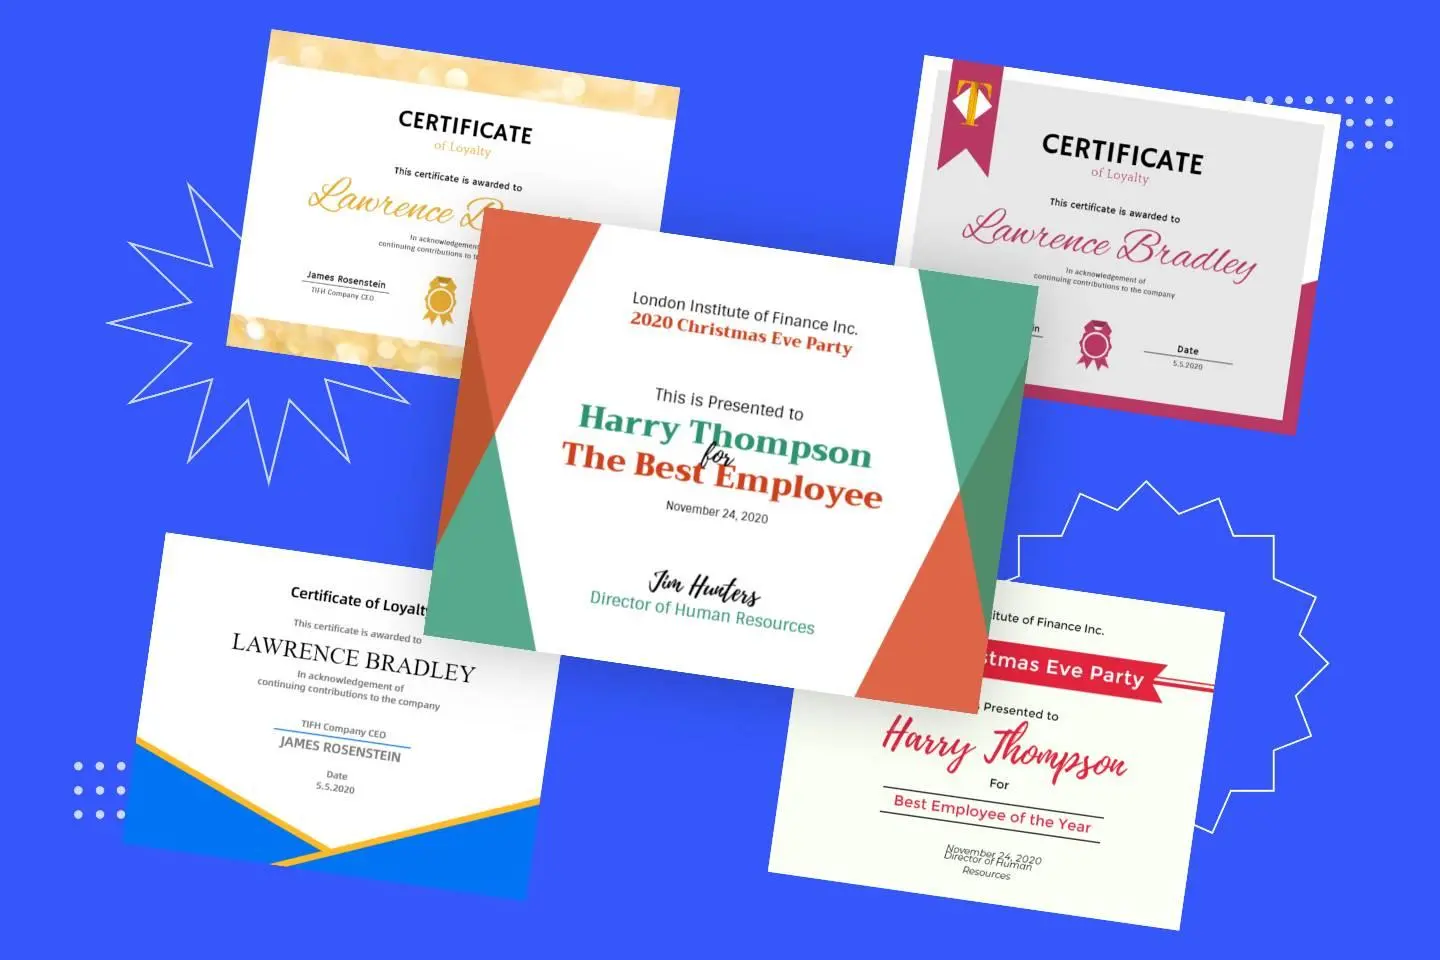 CERTIFICATE
of Loyalty
This certificate is awarded to
Lawrence
In acknowledgement
continuing contributions to
James Rosenstein
TIFH Company CEO
T
CERTIFICATE
of Loyalty
This certificate is awarded to
Lawrence Bradley
In acknowledgement of
continuing contributions to the company
Date
5.5.2020
London Institute of Finance Inc.
2020 Christmas Eve Party
This is Presented to
Harry Thompson
for
The Best Employee
November 24, 2020
Jim Hunters
Director of Human Resources
Certificate of Loyalty
This certificate is awarded to
LAWRENCE BRADLEY
In acknowledgement of
continuing contributions to the company
TIFH Company CEO
JAMES ROSENSTEIN
Date
5.5.2020
itute of Finance Inc.
stmas Eve Party
Presented to
Harry Thompson
For
Best Employee of the Year
November 24, 2020
Director of Human
Resources